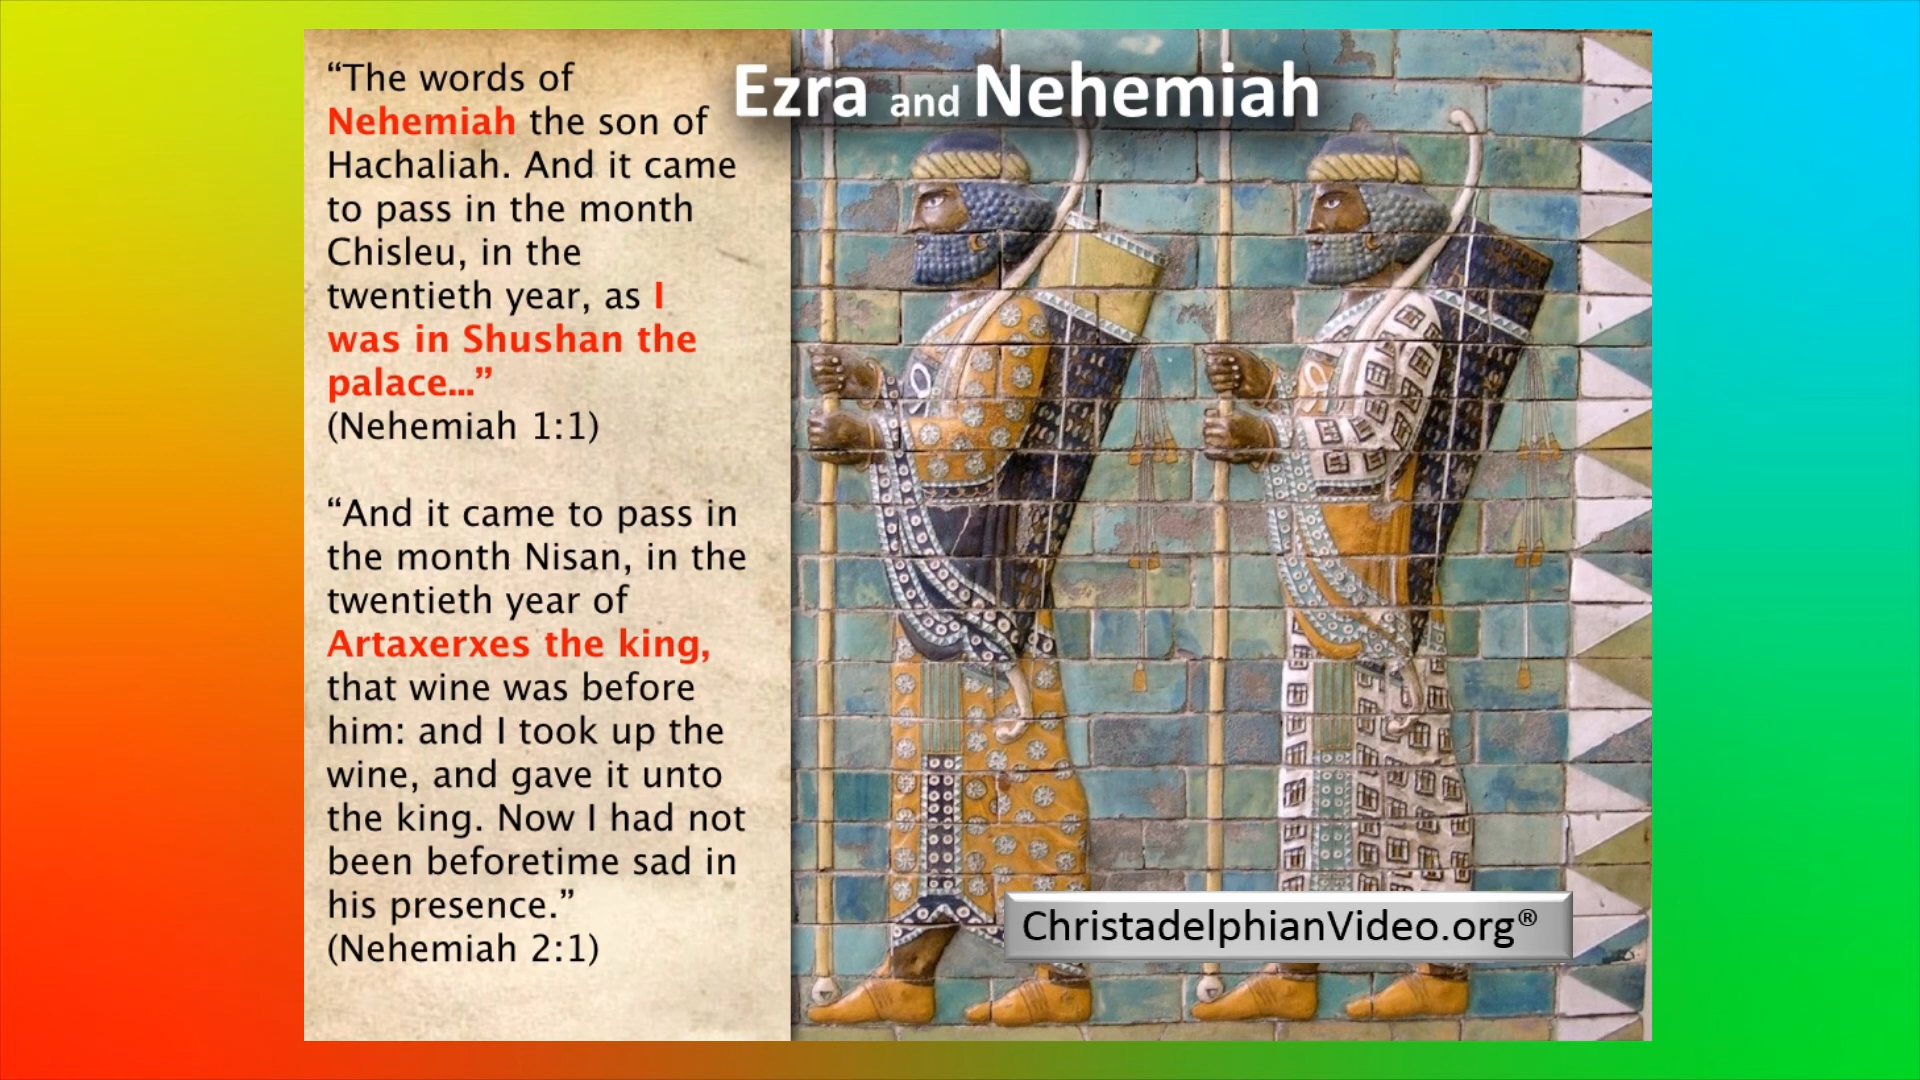 Ezra and Nehemiah
“The words of
Nehemiah the son of
Hachaliah. And it came
to pass in the month
Chisleu, in the
twentieth year, as I
was in Shushan the
palace...”
(Nehemiah 1:1)
“And it came to pass in
the month Nisan, in the
twentieth year of
Artaxerxes the king,
that wine was before
him: and I took up the
wine, and gave it unto
the king. Now I had not
been beforetime sad in
his presence.”
(Nehemiah 2:1)
ChristadelphianVideo.org®